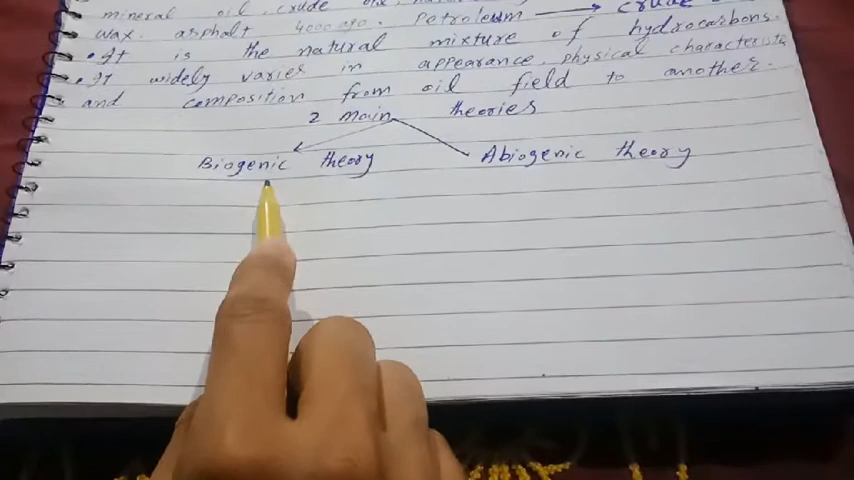 mineral oil, crude
wax. asphalt 4000 ago. Petroleum → crude
• It is the natural mixture of hydrocarbons.
• It widely varies in appearance, physical
and composition from oil field to another.
2 main theories
Biogenic theory Abiogenic theory